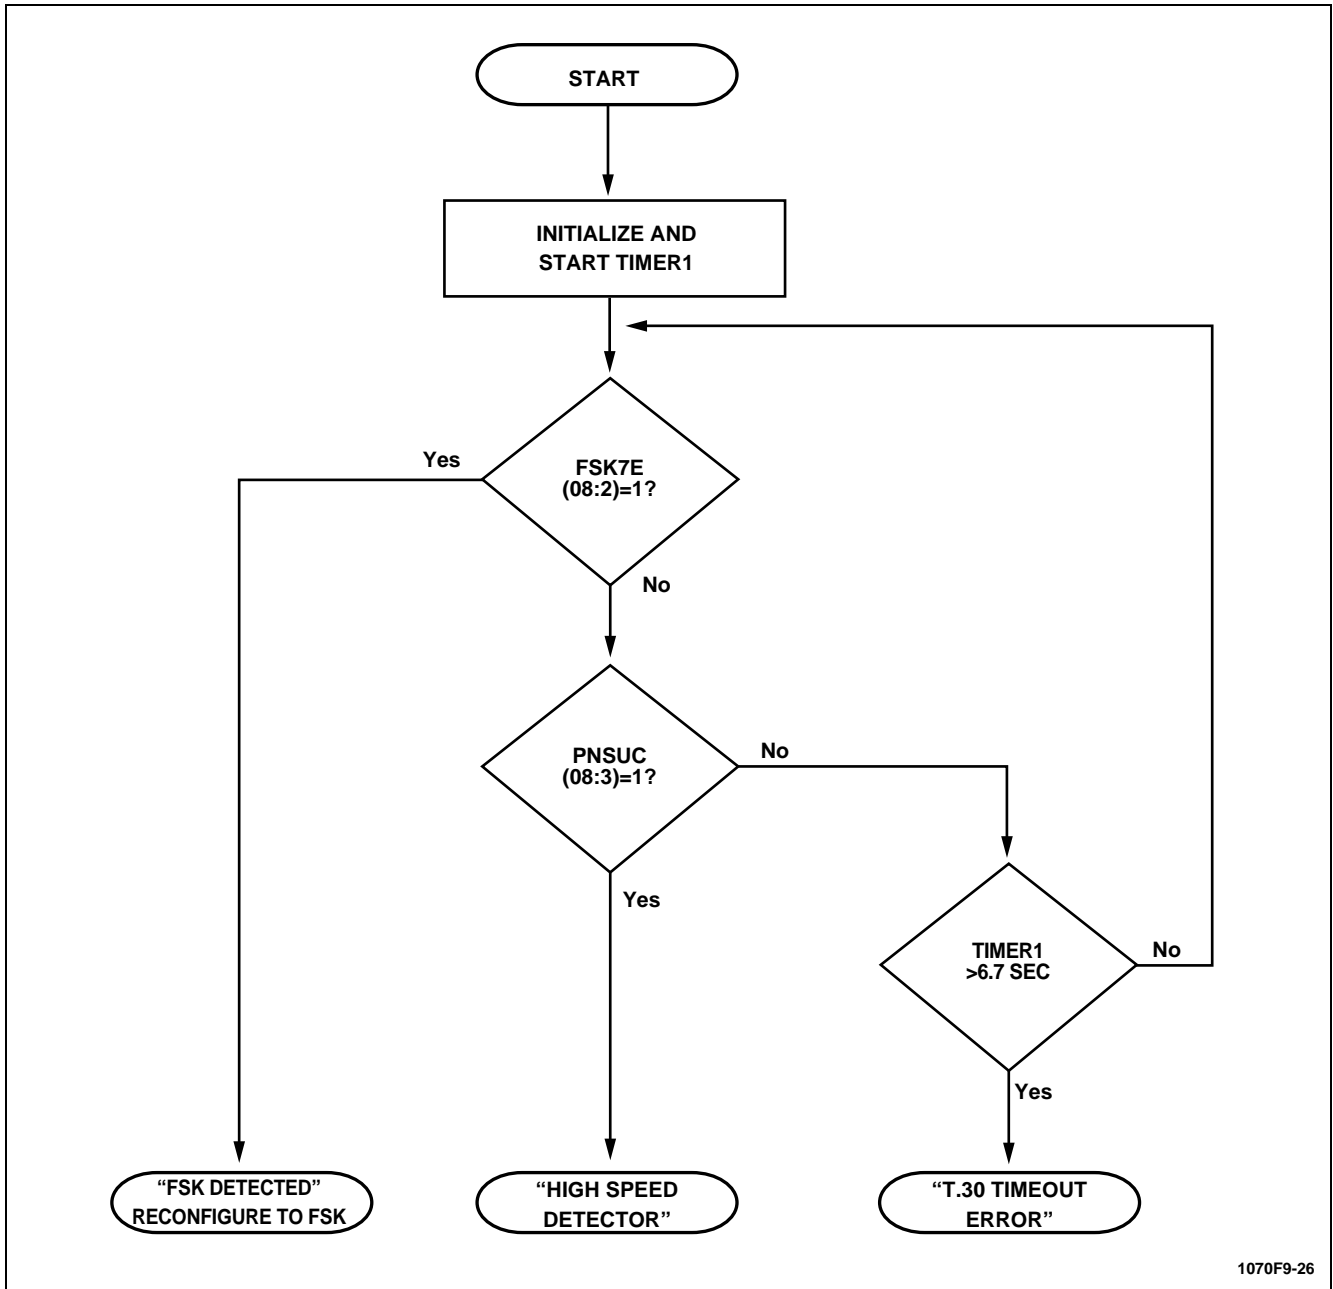 START
INITIALIZE AND
START TIMER1
Yes
FSK7E
(08:2)=1?
No
PNSUC
(08:3)=1?
No
Yes
TIMER1
>6.7 SEC
No
Yes
“FSK DETECTED”
RECONFIGURE TO FSK
“HIGH SPEED
DETECTOR”
“T.30 TIMEOUT
ERROR”
1070F9-26